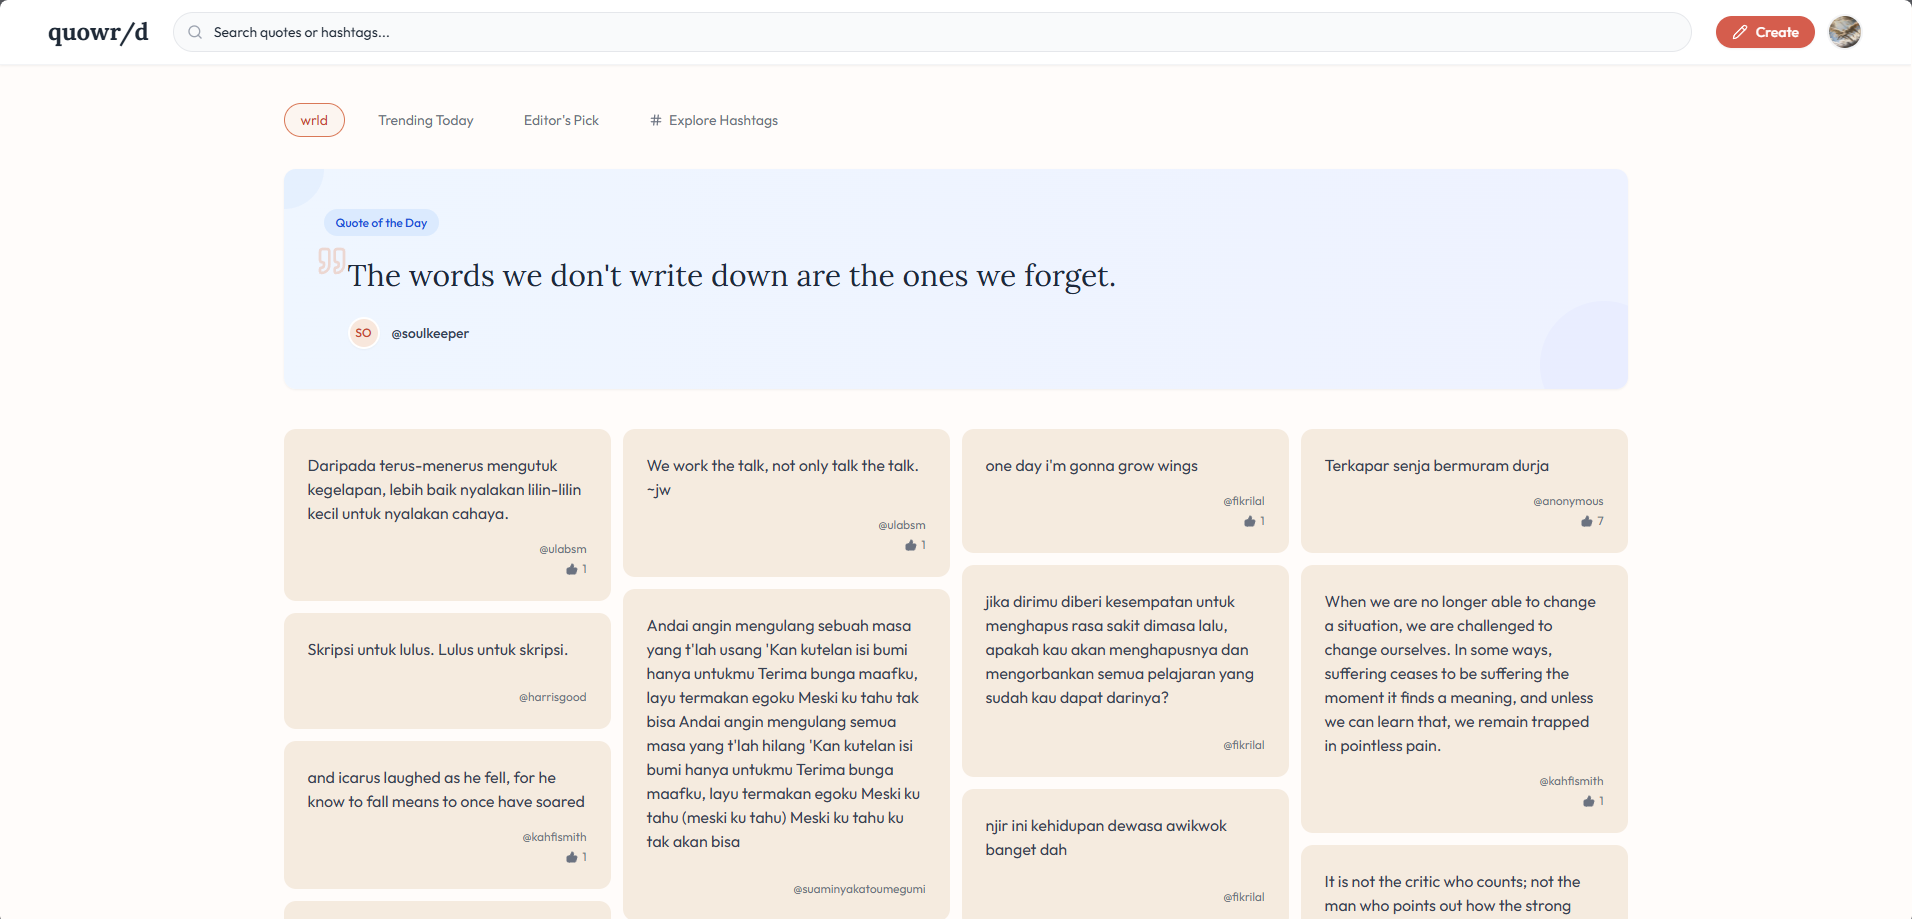 quowr/d
Search quotes or hashtags...
Create
wrld
Trending Today
Editor's Pick
# Explore Hashtags
Quote of the Day
The words we don't write down are the ones we forget.
SO
@soulkeeper
Daripada terus-menerus mengutuk
kegelapan, lebih baik nyalakan lilin-lilin
kecil untuk nyalakan cahaya.
@ulabsm
1
Skripsi untuk lulus. Lulus untuk skripsi.
@harrisgood
and icarus laughed as he fell, for he
know to fall means to once have soared
@kahfismith
1
We work the talk, not only talk the talk.
~jw
@ulabsm
1
Andai angin mengulang sebuah masa
yang t'lah usang 'Kan kutelan isi bumi
hanya untukmu Terima bunga maafku,
layu termakan egoku Meski ku tahu tak
bisa Andai angin mengulang semua
masa yang t'lah hilang 'Kan kutelan isi
bumi hanya untukmu Terima bunga
maafku, layu termakan egoku Meski ku
tahu (meski ku tahu) Meski ku tahu ku
tak akan bisa
@suaminyakatoumegumi
one day i'm gonna grow wings
@fikrilal
1
jika dirimu diberi kesempatan untuk
menghapus rasa sakit dimasa lalu,
apakah kau akan menghapusnya dan
mengorbankan semua pelajaran yang
sudah kau dapat darinya?
@fikrilal
njir ini kehidupan dewasa awikwok
banget dah
@fikrilal
Terkapar senja bermuram durja
@anonymous
7
When we are no longer able to change
a situation, we are challenged to
change ourselves. In some ways,
suffering ceases to be suffering the
moment it finds a meaning, and unless
we can learn that, we remain trapped
in pointless pain.
@kahfismith
1
It is not the critic who counts; not the
man who points out how the strong